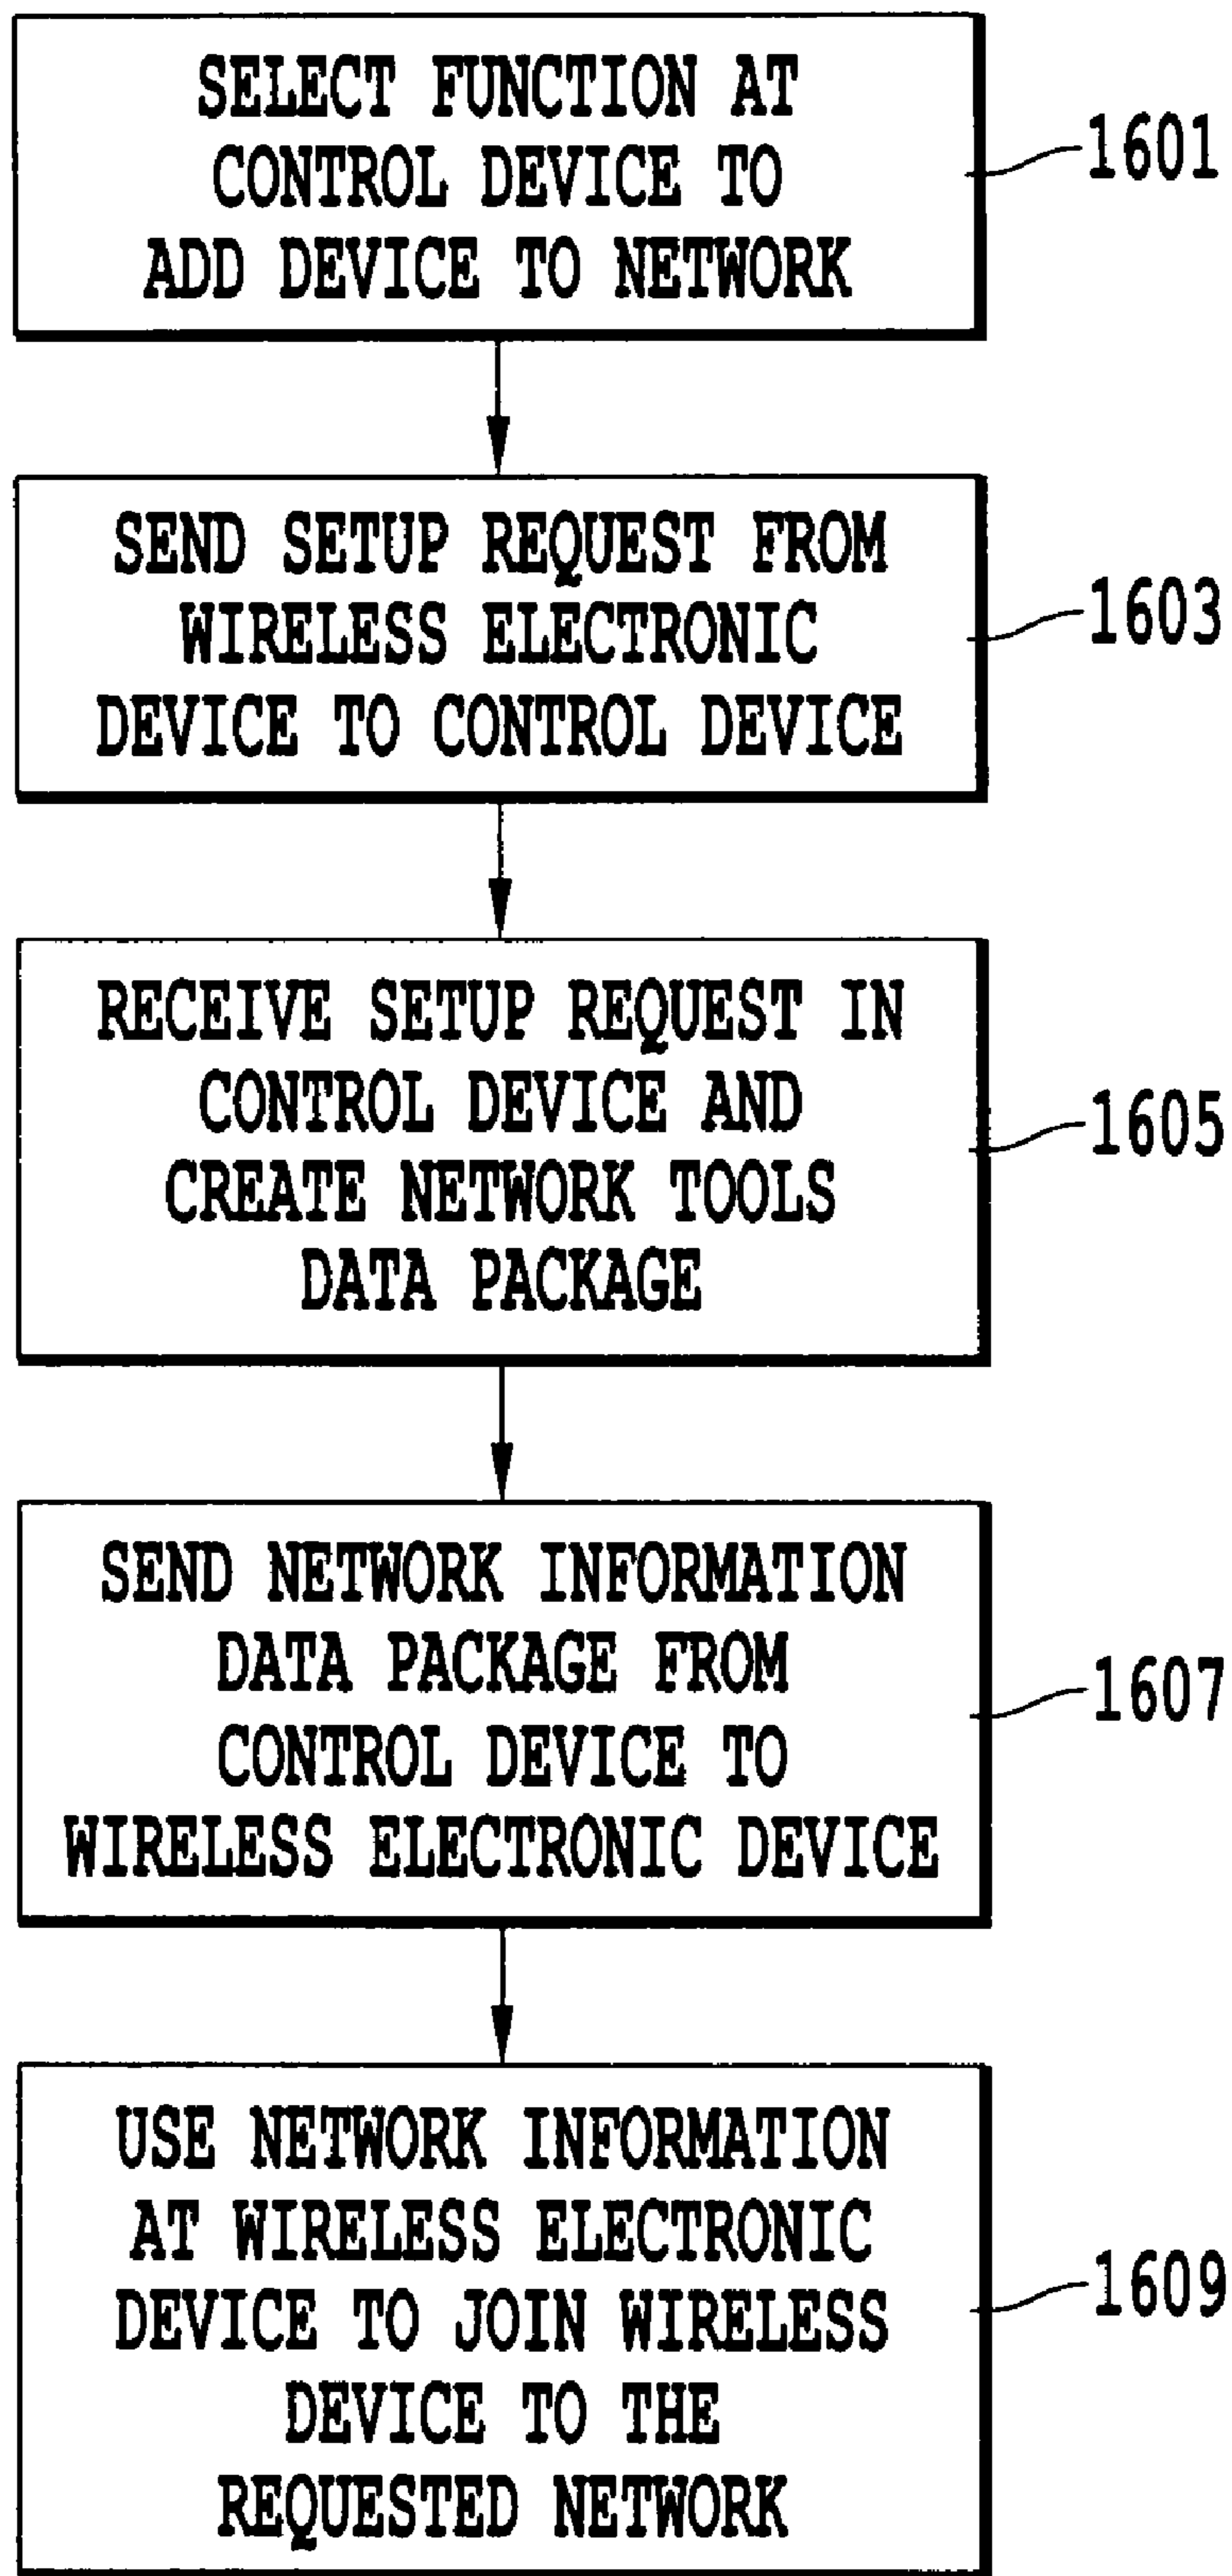 SELECT FUNCTION AT
CONTROL DEVICE TO
ADD DEVICE TO NETWORK
1601
SEND SETUP REQUEST FROM
WIRELESS ELECTRONIC
DEVICE TO CONTROL DEVICE
1603
RECEIVE SETUP REQUEST IN
CONTROL DEVICE AND
CREATE NETWORK TOOLS
DATA PACKAGE
1605
SEND NETWORK INFORMATION
DATA PACKAGE FROM
CONTROL DEVICE TO
WIRELESS ELECTRONIC DEVICE
1607
USE NETWORK INFORMATION
AT WIRELESS ELECTRONIC
DEVICE TO JOIN WIRELESS
DEVICE TO THE
REQUESTED NETWORK
1609